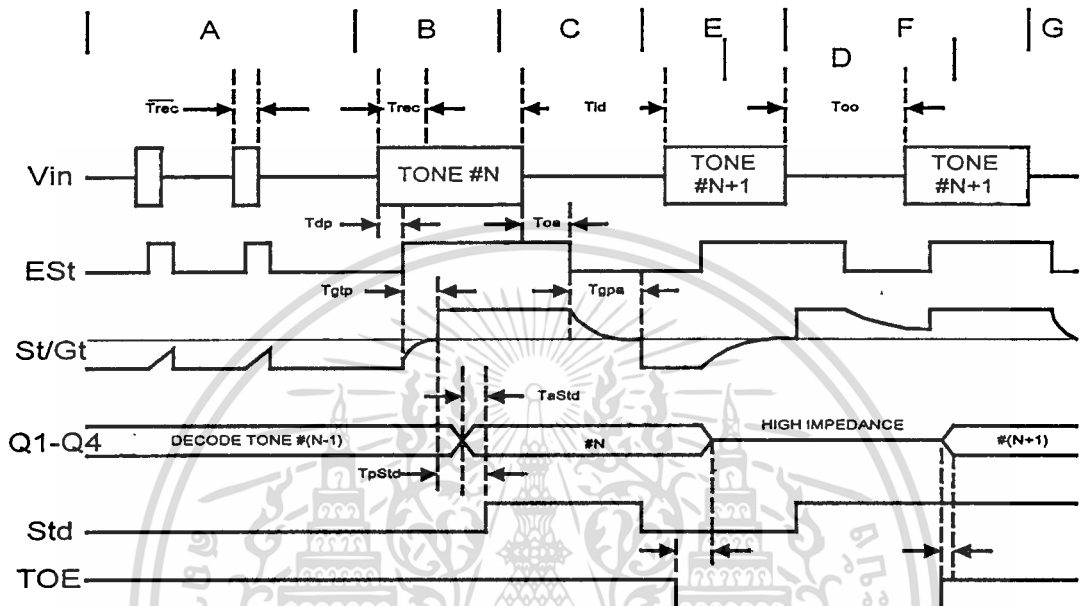 A B C E F G
D
Trec Trec Tid Too
Vin TONE #N TONE #N+1 TONE #N+1
Tdp Toa
ESt
Tgtp Tgpa
St/Gt
TaStd
Q1-Q4 DECODE TONE #(N-1) #N HIGH IMPEDANCE #(N+1)
TpStd
Std
TOE